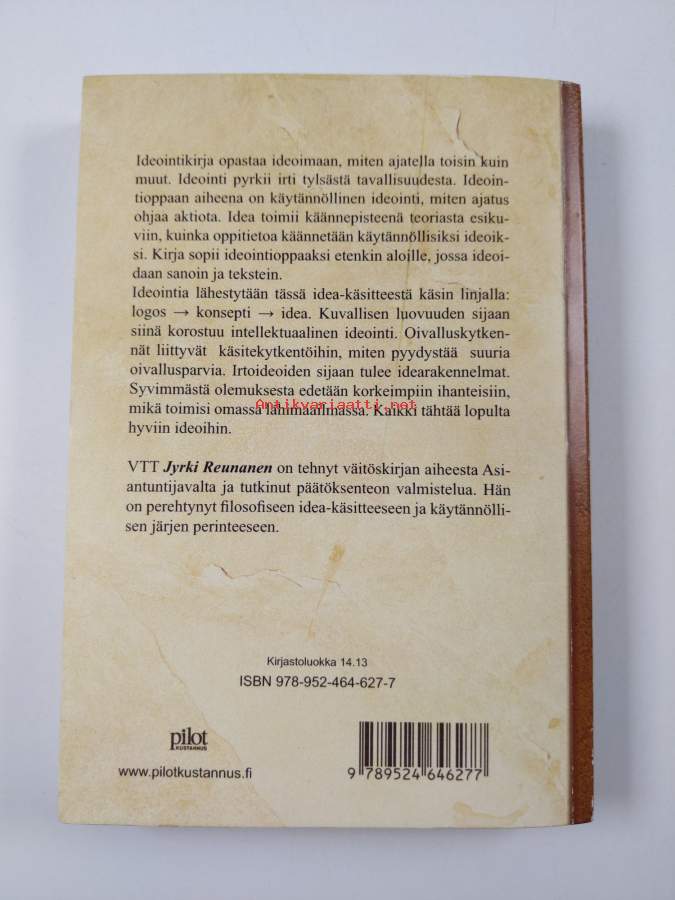 Ideointikirja opastaa ideoimaan, miten ajatella toisin kuin
muut. Ideointi pyrkii irti tylsästä tavallisuudesta. Ideoin-
tioppaan aiheena on käytännöllinen ideointi, miten ajatus
ohjaa aktiota. Idea toimii käännepisteenä teoriasta esiku-
viin, kuinka oppitietoa käännetään käytännöllisiksi ideoik-
si. Kirja sopii ideointioppaaksi etenkin aloille, jossa ideoi-
daan sanoin ja tekstein.
Ideointia lähestytään tässä idea-käsitteestä käsin linjalla:
logos → konsepti → idea. Kuvallisen luovuuden sijaan
siinä korostuu intellektuaalinen ideointi. Oivalluskytken-
nät liittyvät käsitekytkentöihin, miten pyydystää suuria
oivallusparvia. Irtoideoiden sijaan tulee idearakennelmat.
Syvimmästä olemuksesta edetään korkeimpiin ihanteisiin,
mikä toimisi omassa lähimaailmassa. Kaikki tähtää lopulta
Antikvariaatti.net
hyviin ideoihin.
VTT Jyrki Reunanen on tehnyt väitöskirjan aiheesta Asi-
antuntijavalta ja tutkinut päätöksenteon valmistelua. Hän
on perehtynyt filosofiseen idea-käsitteeseen ja käytännölli-
sen järjen perinteeseen.
Kirjastoluokka 14.13
ISBN 978-952-464-627-7
pilot
KUSTANNUS
www.pilotkustannus.fi
9 789524 646277